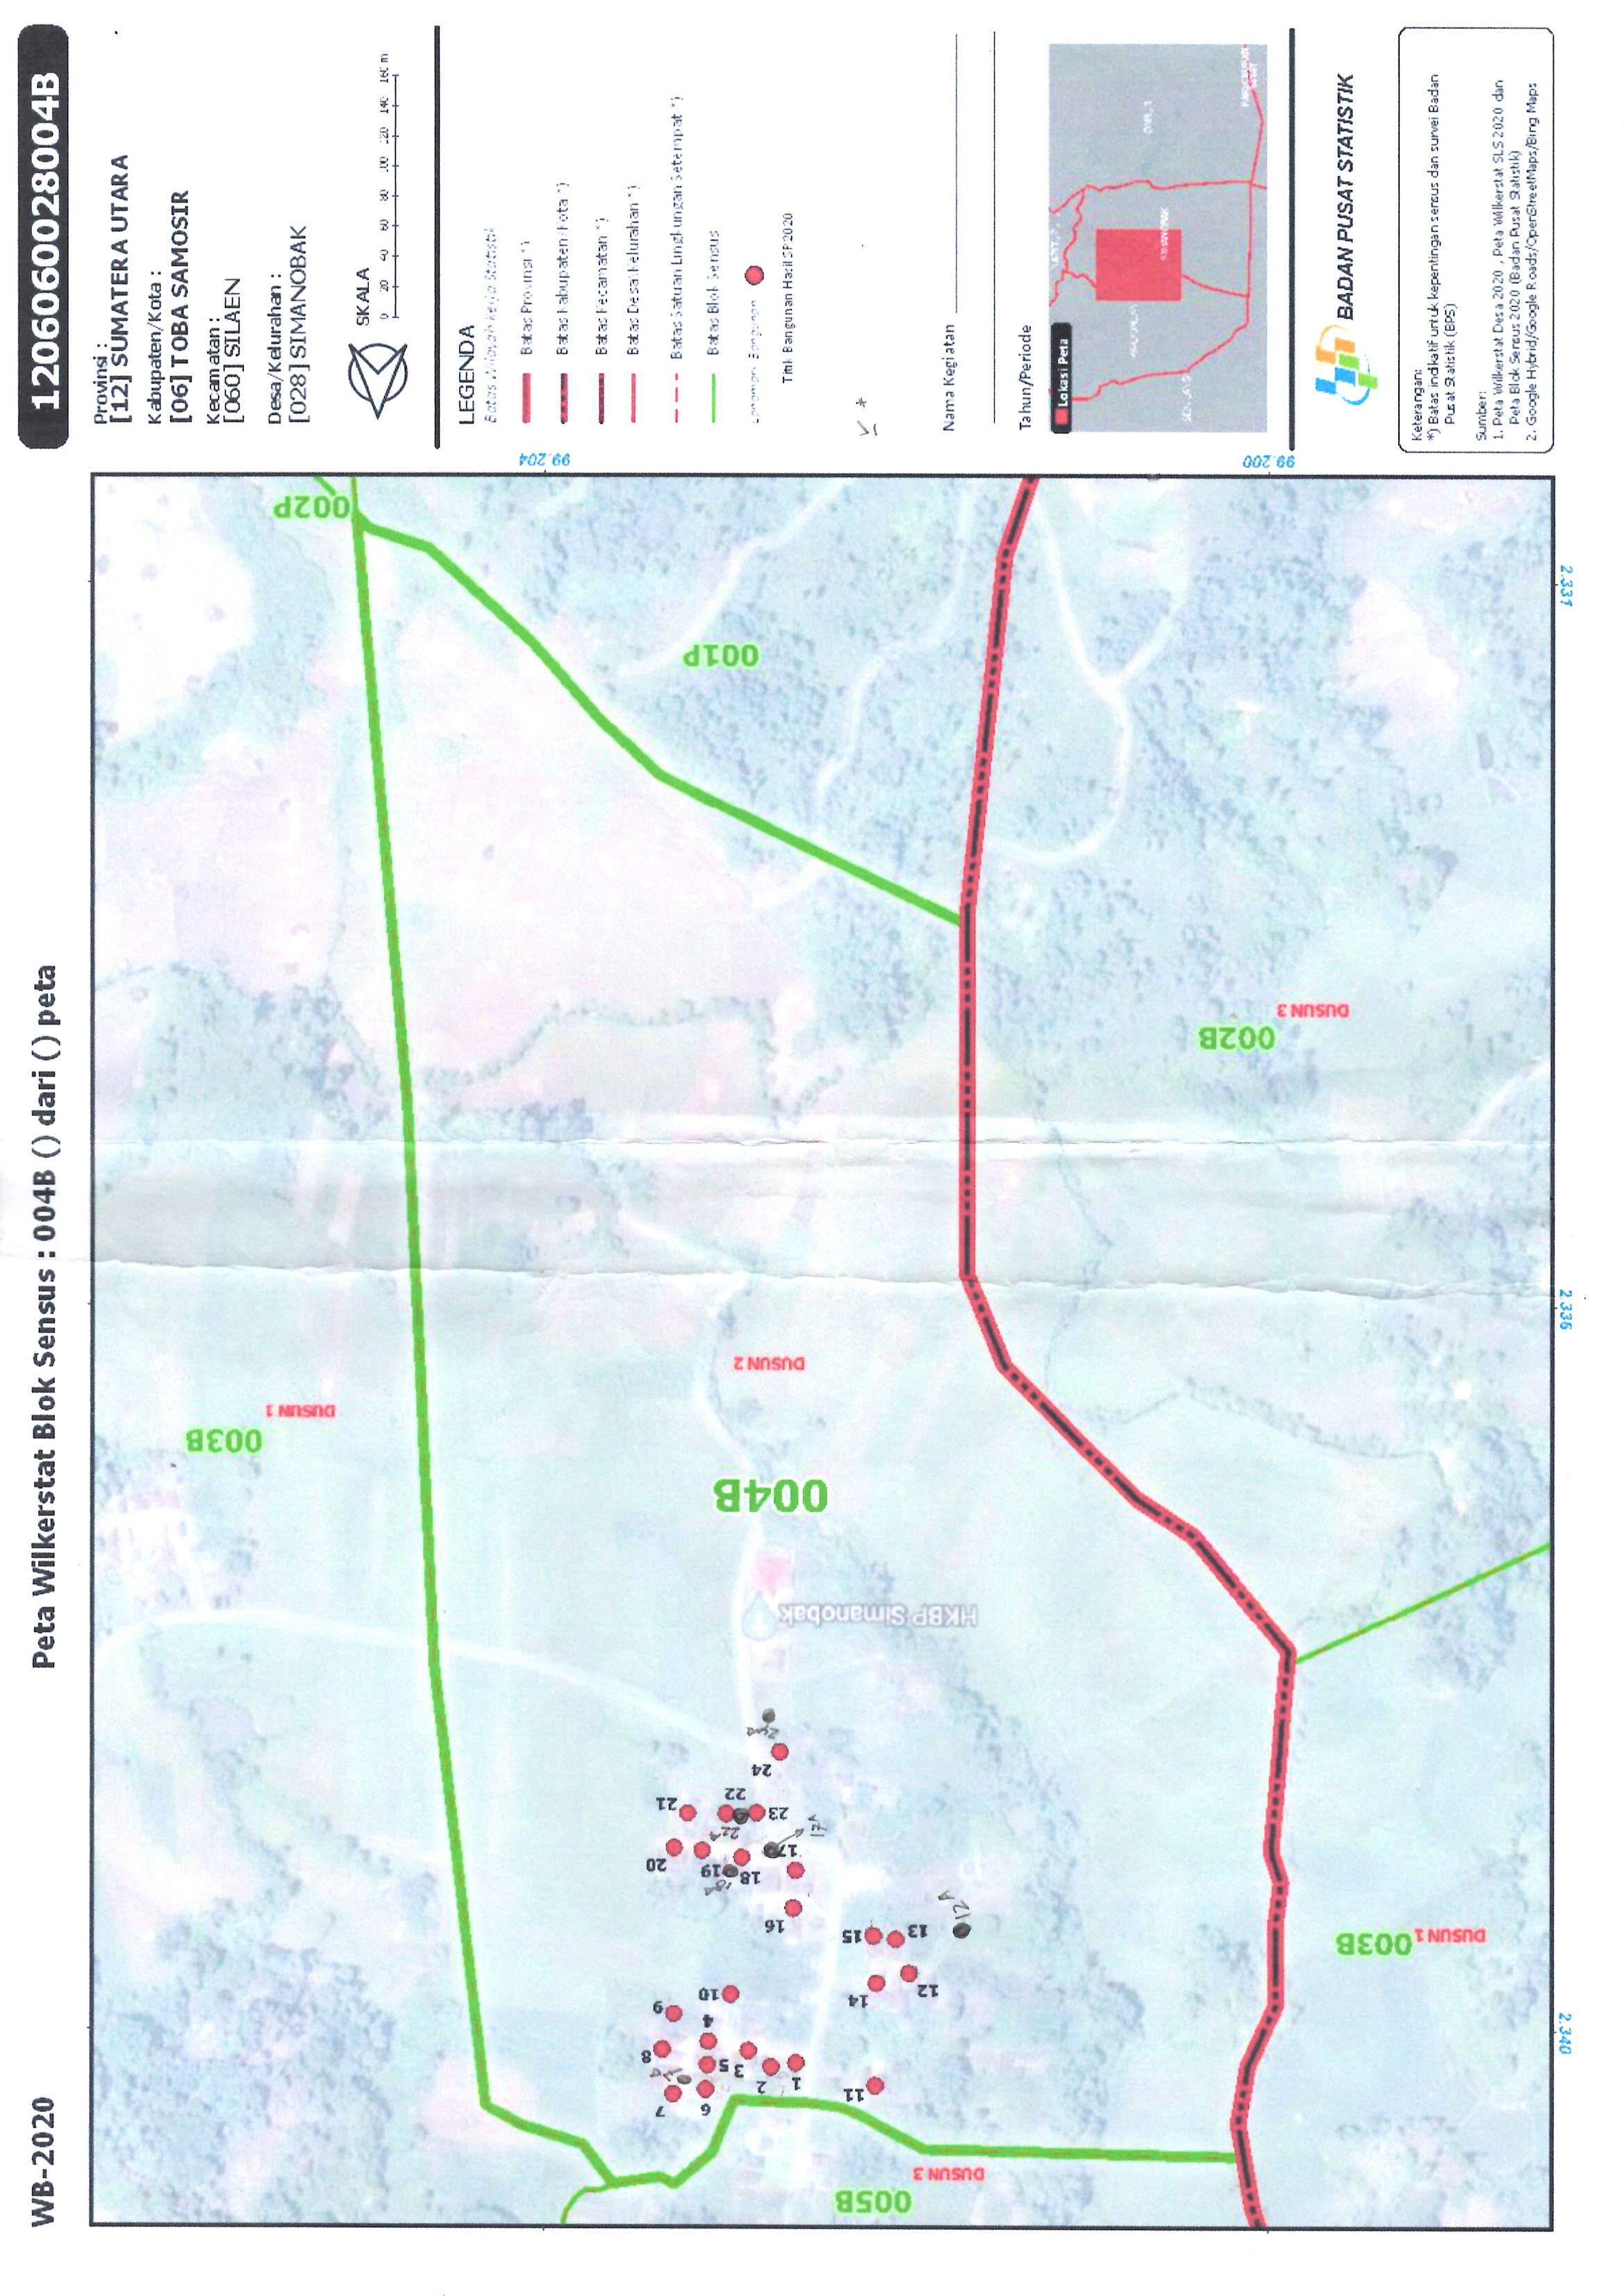 WB-2020
Peta Wilkerstat Blok Sensus : 004B () dari () peta
1206060028004B
Provinsi :
[12] SUMATERA UTARA
Kabupaten/Kota :
[06] TOBA SAMOSIR
Kecamatan :
[060] SILAEN
Desa/Kelurahan :
[028] SIMANOBAK
SKALA
0 20 40 60 80 100 120 140 160 m
LEGENDA
Batas Wilayah Kerja Statistik
Batas Provinsi *)
Batas Kabupaten/Kota *)
Batas Kecamatan *)
Batas Desa/Kelurahan *)
Batas Satuan Lingkungan Setempat *)
Batas Blok Sensus
Titik Bangunan Hasil SP2020
Nama Kegiatan
Tahun/Periode
Lokasi Peta
BADAN PUSAT STATISTIK
Keterangan:
*) Batas indikatif untuk kepentingan sensus dan survei Badan
Pusat Statistik (BPS)
Sumber:
1. Peta Wilkerstat Desa 2020 , Peta Wilkerstat SLS 2020 dan
Peta Blok Sensus 2020 (Badan Pusat Statistik)
2. Google Hybrid/Google Roads/OpenStreetMaps/Bing Maps
005B
DUSUN 3
6
7
7A
11
1
2
3
5
8
4
9
10
12
14
13
15
12A
DUSUN 1
003B
16
18A
18
19
20
17
17A
22A
23
22
21
24
24A
HKBP Simanobak
004B
003B
DUSUN 1
DUSUN 2
002B
DUSUN 3
001P
002P
2.340
2.336
2.331
99.200
99.204